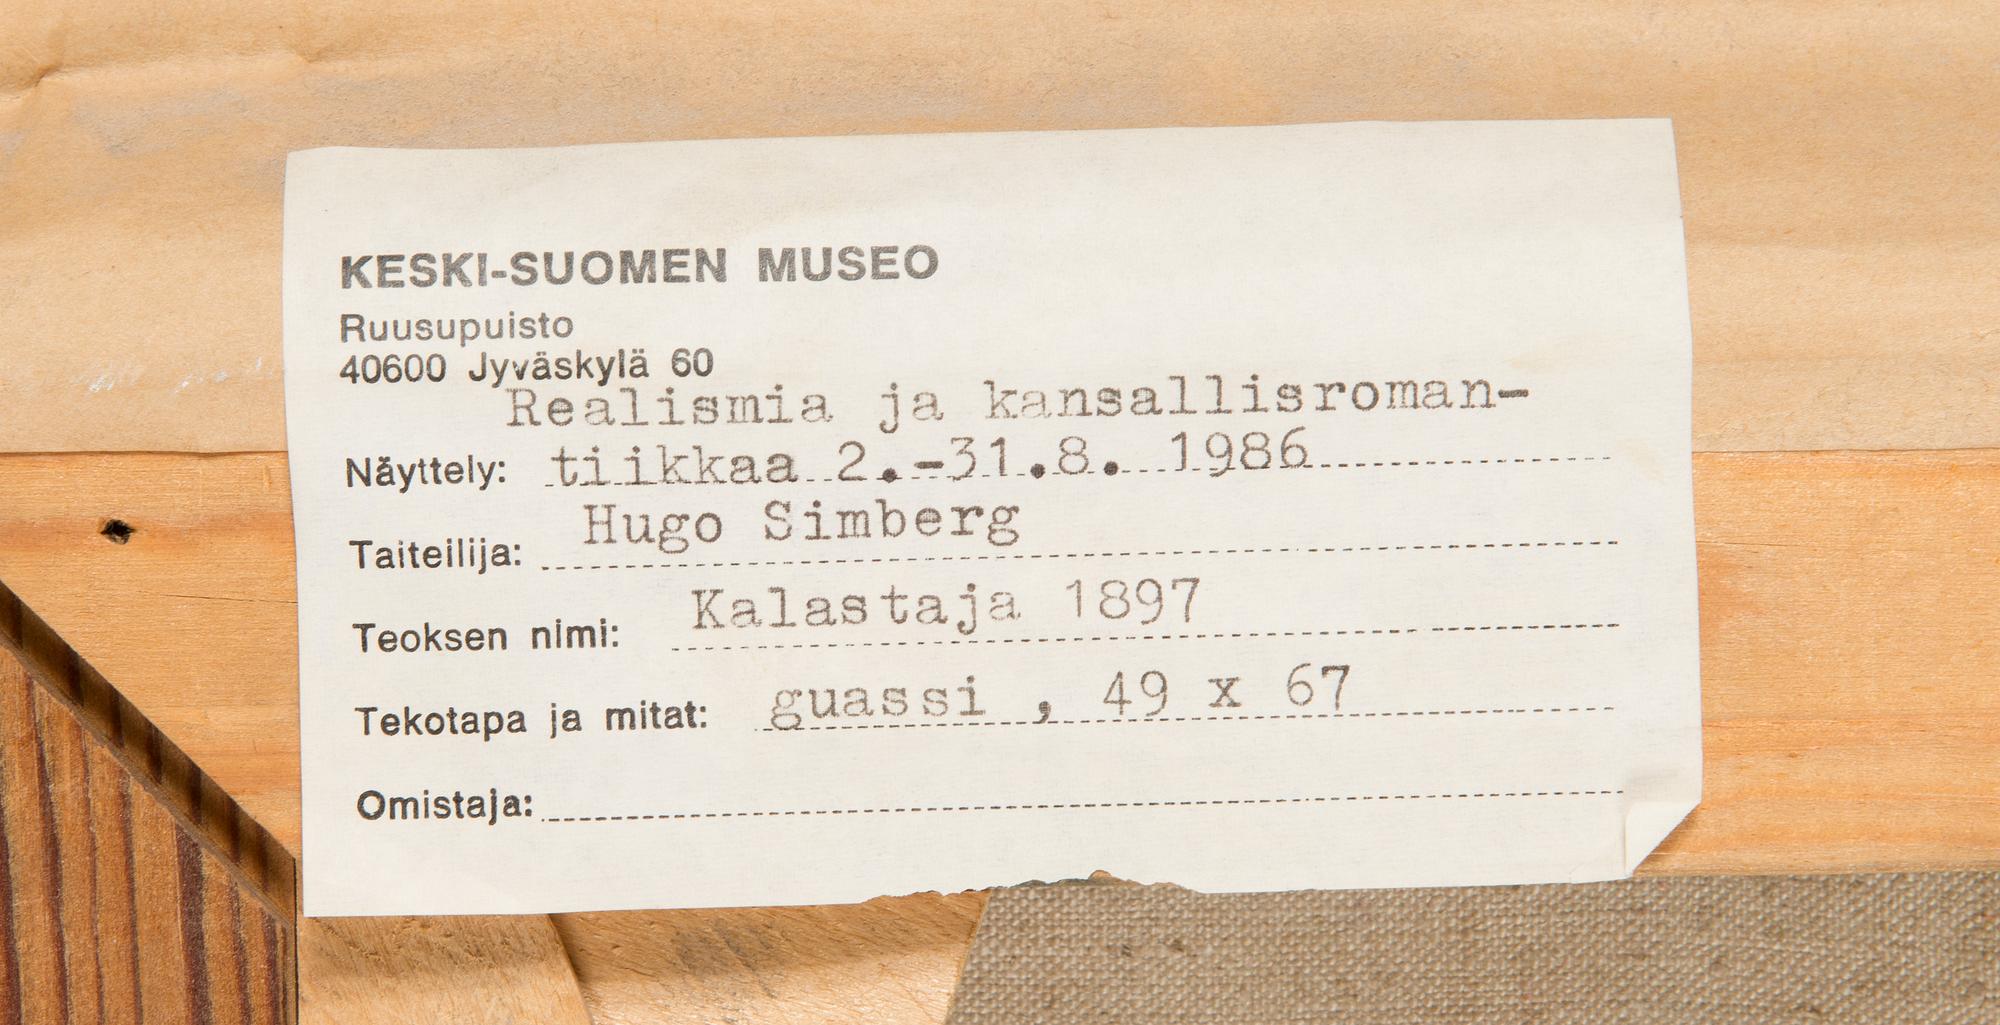 KESKI-SUOMEN MUSEO
Ruusupuisto
40600 Jyväskylä 60
Realismia ja kansallisroman-
Näyttely: tiikkaa 2.-31.8. 1986
Taiteilija: Hugo Simberg
Teoksen nimi: Kalastaja 1897
Tekotapa ja mitat: guassi , 49 x 67
Omistaja: